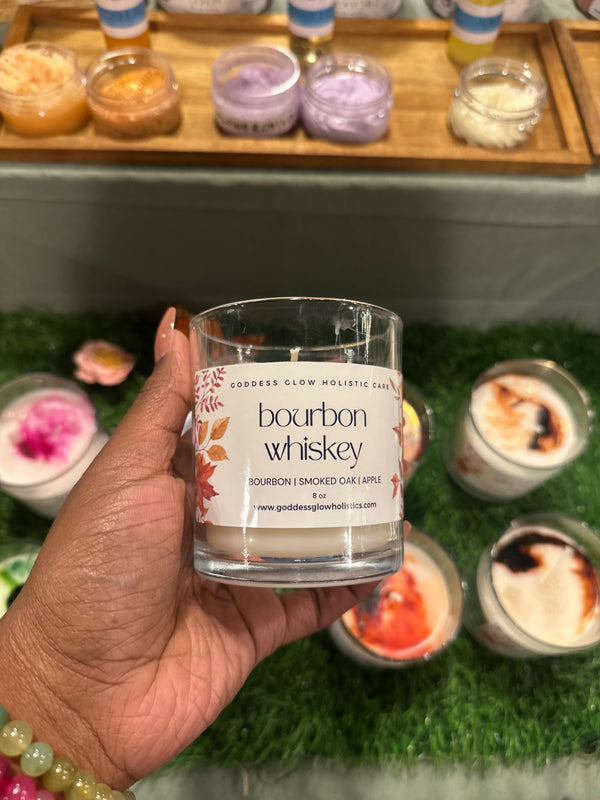 GODDESS GLOW HOLISTIC CARE
bourbon
whiskey
BOURBON | SMOKED OAK | APPLE
8 oz
www.goddessglowholistics.com